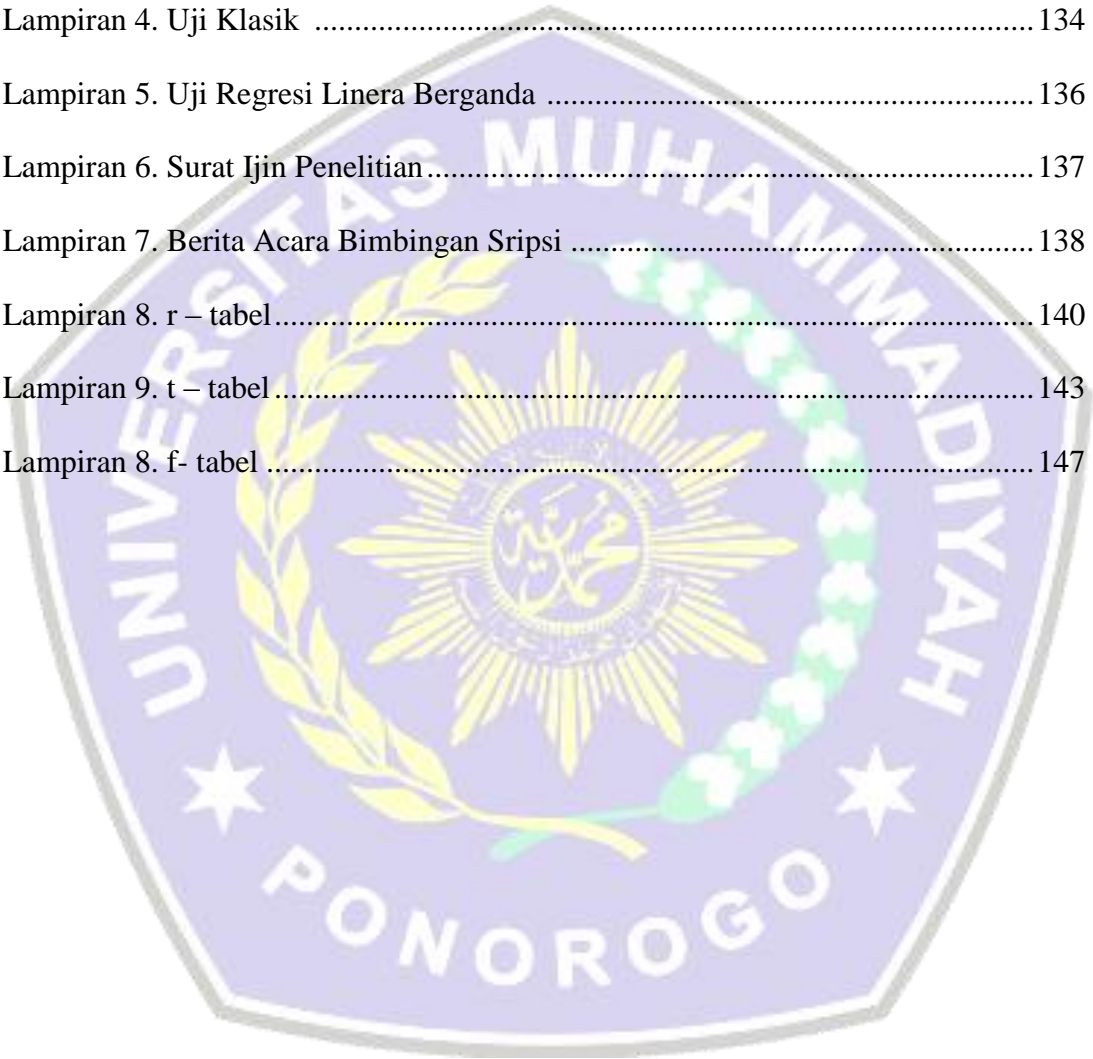 Lampiran 4. Uji Klasik ........................................................................................ 134
Lampiran 5. Uji Regresi Linera Berganda ............................................................ 136
Lampiran 6. Surat Ijin Penelitian .......................................................................... 137
Lampiran 7. Berita Acara Bimbingan Sripsi ......................................................... 138
Lampiran 8. r – tabel ............................................................................................. 140
Lampiran 9. t – tabel ............................................................................................. 143
Lampiran 8. f- tabel .............................................................................................. 147
UNIVERSITAS MUHAMMADIYAH
PONOROGO